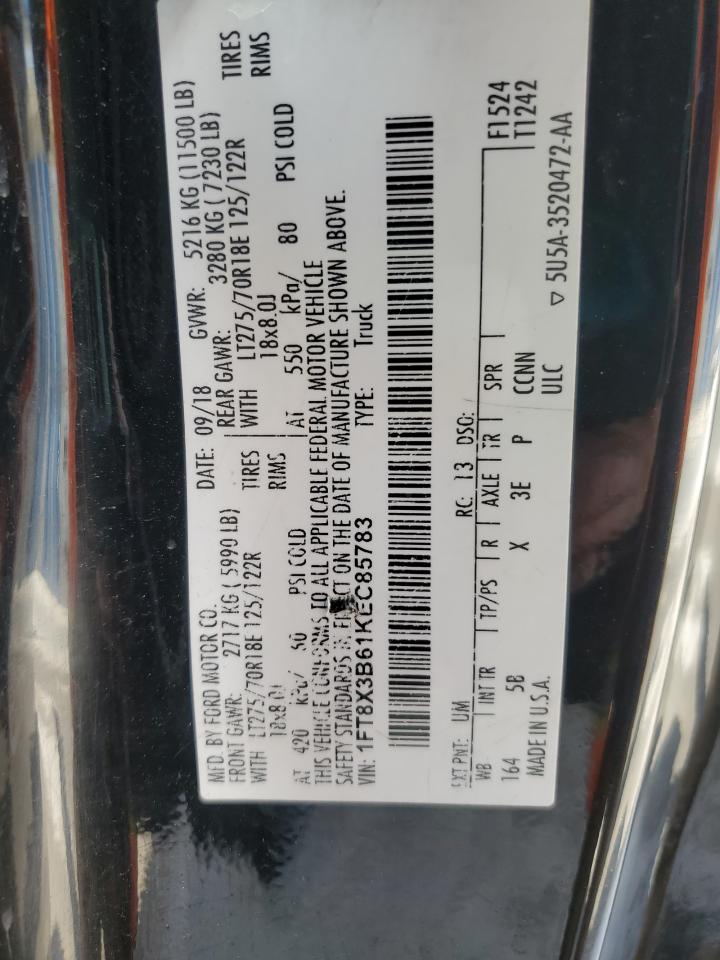 MFD. BY FORD MOTOR CO. DATE: 09/18 GVWR: 5216 KG (11500 LB)
FRONT GAWR: 2717 KG ( 5990 LB) REAR GAWR: 3280 KG ( 7230 LB)
WITH LT275/70R18E 125/122R TIRES WITH LT275/70R18E 125/122R TIRES
18x8.0J RIMS 18x8.0J RIMS
AT 420 kPa/ 60 PSI COLD AT 550 kPa/ 80 PSI COLD
THIS VEHICLE CONFORMS TO ALL APPLICABLE FEDERAL MOTOR VEHICLE
SAFETY STANDARDS IN EFFECT ON THE DATE OF MANUFACTURE SHOWN ABOVE.
VIN: 1FT8X3B61KEC85783 TYPE: Truck
EXT PNT: UM RC: 13 DSO:
WB INT TR TP/PS R AXLE TR SPR F1524
164 5B X 3E P CCNN T1242
MADE IN U.S.A. ULC
▽ 5U5A-3520472-AA